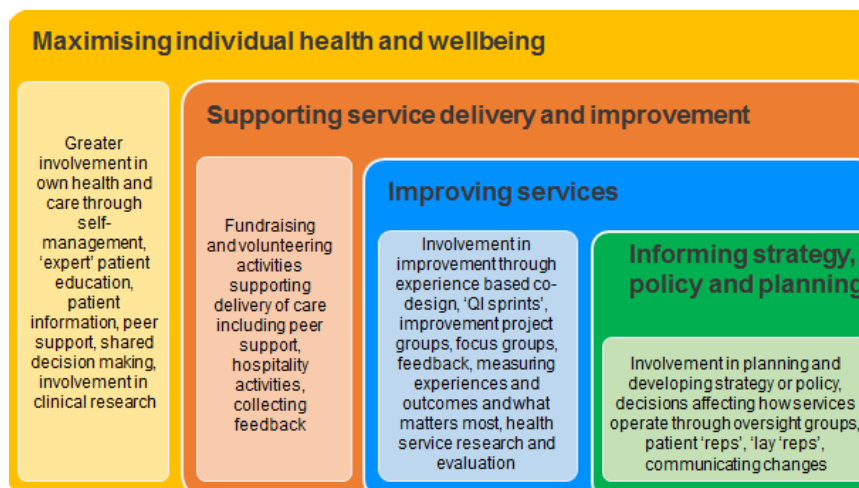 Maximising individual health and wellbeing
Greater
involvement in
own health and
care through
self-
management,
‘expert’ patient
education,
patient
information, peer
support, shared
decision making,
involvement in
clinical research
Supporting service delivery and improvement
Fundraising
and volunteering
activities
supporting
delivery of care
including peer
support,
hospitality
activities,
collecting
feedback
Improving services
Involvement in
improvement through
experience based co-
design, ‘QI sprints’,
improvement project
groups, focus groups,
feedback, measuring
experiences and
outcomes and what
matters most, health
service research and
evaluation
Informing strategy,
policy and planning
Involvement in planning and
developing strategy or policy,
decisions affecting how services
operate through oversight groups,
patient ‘reps’, ‘lay ‘reps’,
communicating changes